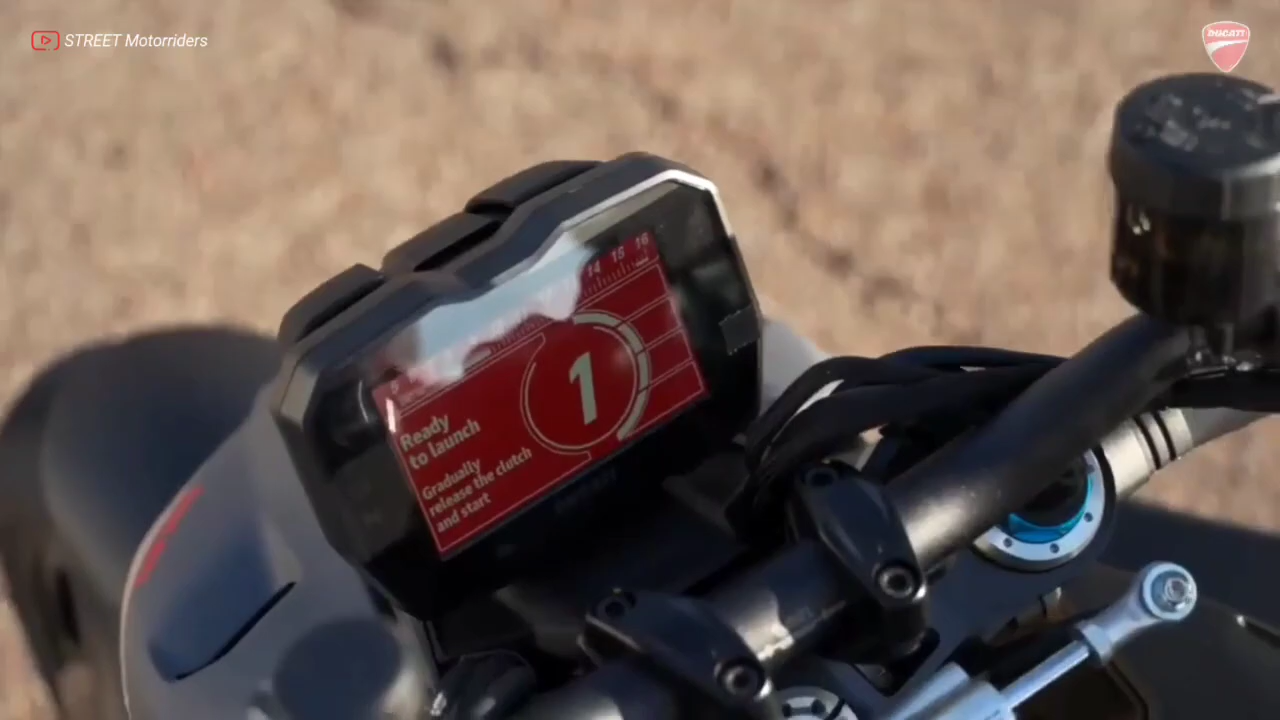 STREET Motorriders
DUCATI
14 15 16
1
Ready
to launch
Gradually
release the clutch
and start